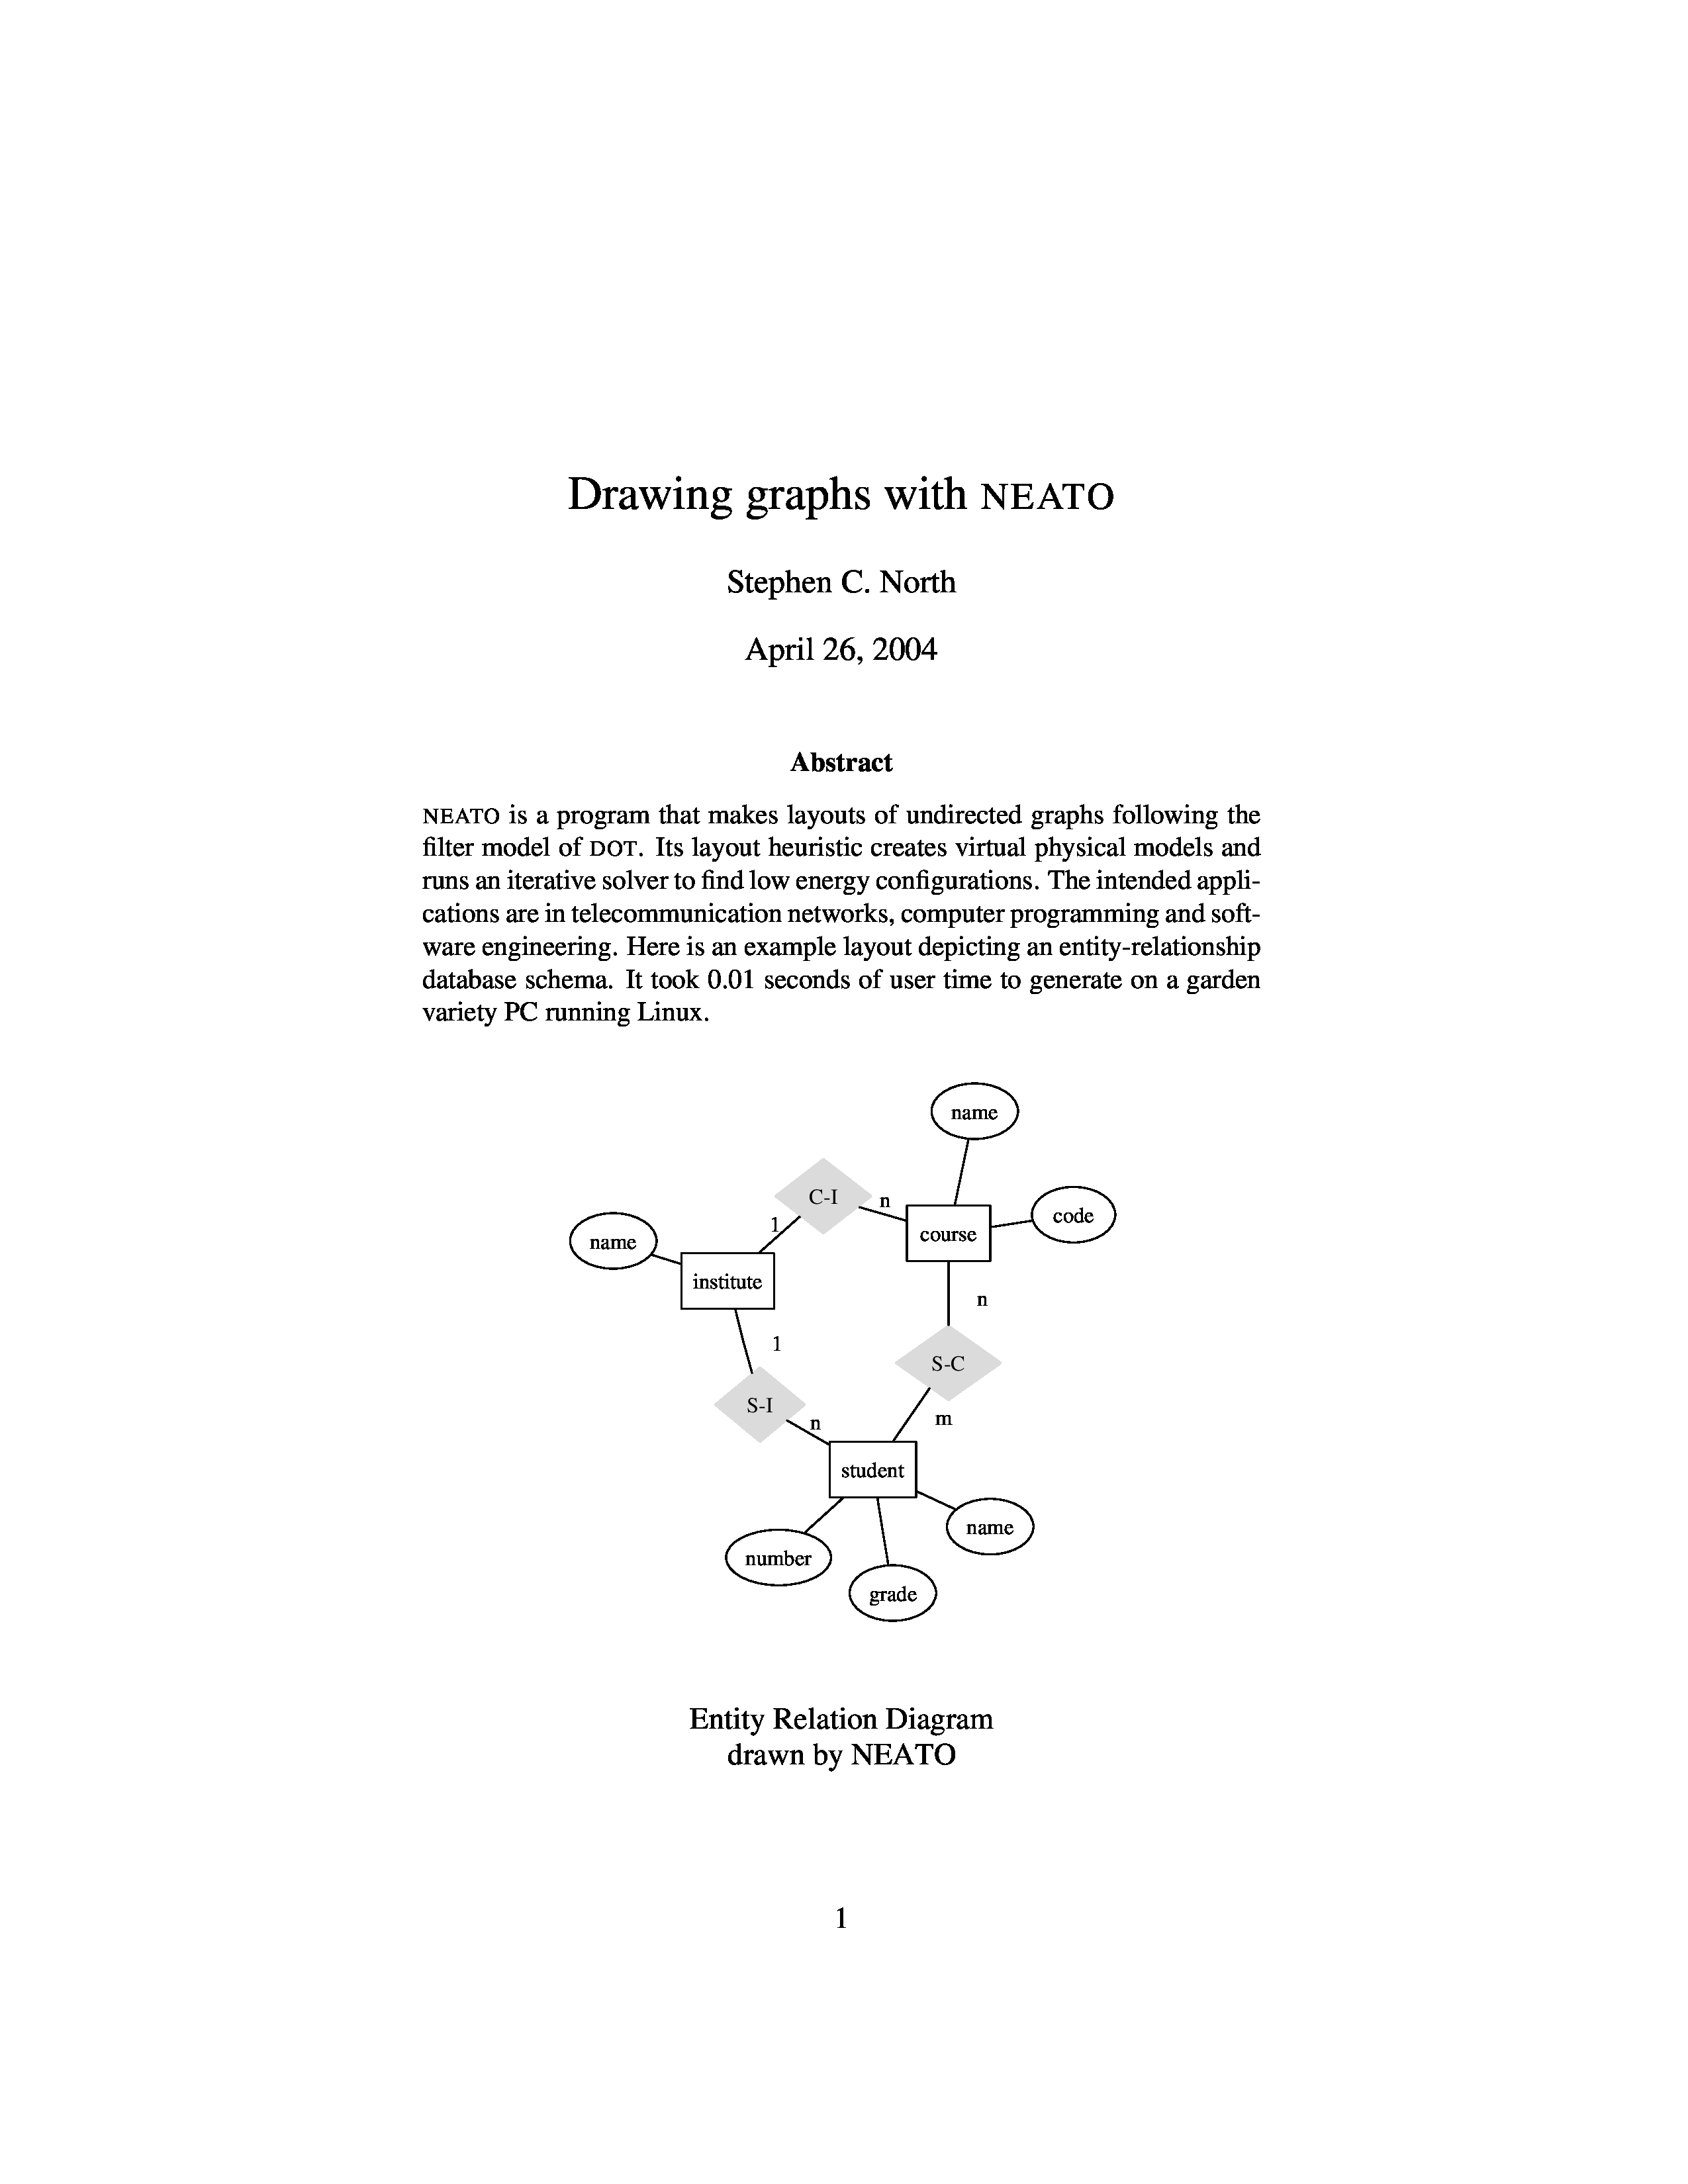 Drawing graphs with NEATO
Stephen C. North
April 26, 2004
Abstract
NEATO is a program that makes layouts of undirected graphs following the
filter model of DOT. Its layout heuristic creates virtual physical models and
runs an iterative solver to find low energy configurations. The intended appli-
cations are in telecommunication networks, computer programming and soft-
ware engineering. Here is an example layout depicting an entity-relationship
database schema. It took 0.01 seconds of user time to generate on a garden
variety PC running Linux.
name
C-I
n
code
1
course
name
institute
n
1
S-C
S-I
m
n
student
name
number
grade
Entity Relation Diagram
drawn by NEATO
1